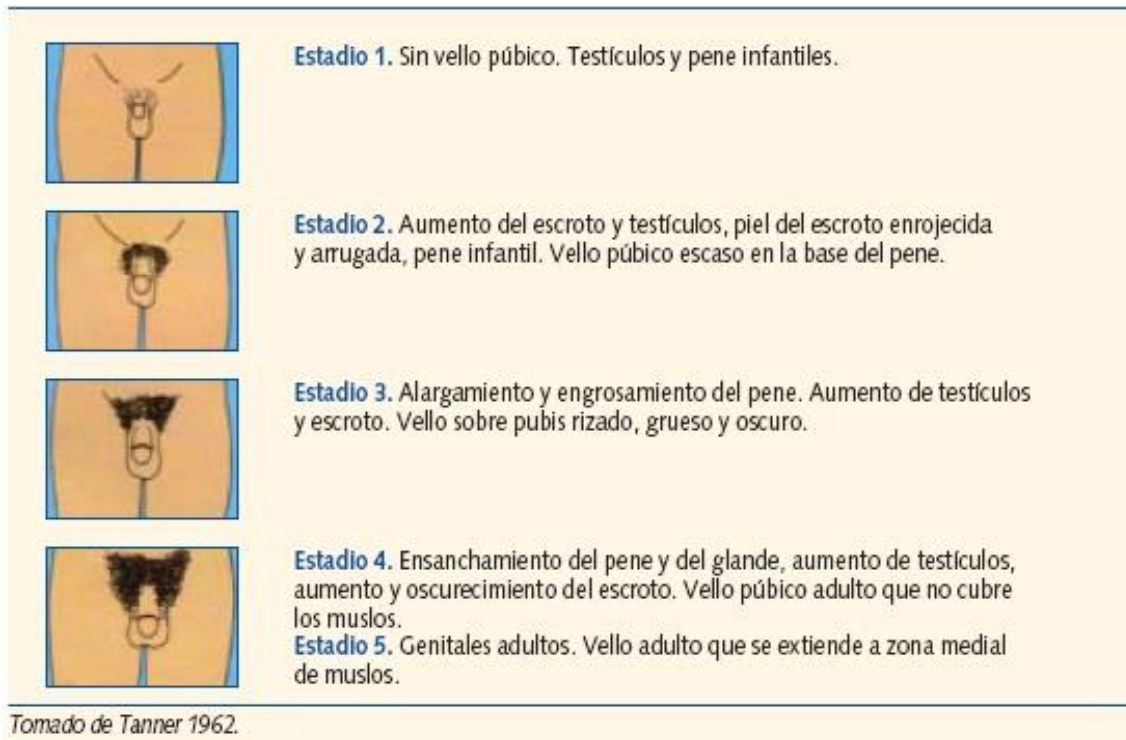 Estadio 1. Sin vello púbico. Testículos y pene infantiles.
Estadio 2. Aumento del escroto y testículos, piel del escroto enrojecida
y arrugada, pene infantil. Vello púbico escaso en la base del pene.
Estadio 3. Alargamiento y engrosamiento del pene. Aumento de testículos
y escroto. Vello sobre pubis rizado, grueso y oscuro.
Estadio 4. Ensanchamiento del pene y del glande, aumento de testículos,
aumento y oscurecimiento del escroto. Vello púbico adulto que no cubre
los muslos.
Estadio 5. Genitales adultos. Vello adulto que se extiende a zona medial
de muslos.
Tomado de Tanner 1962.